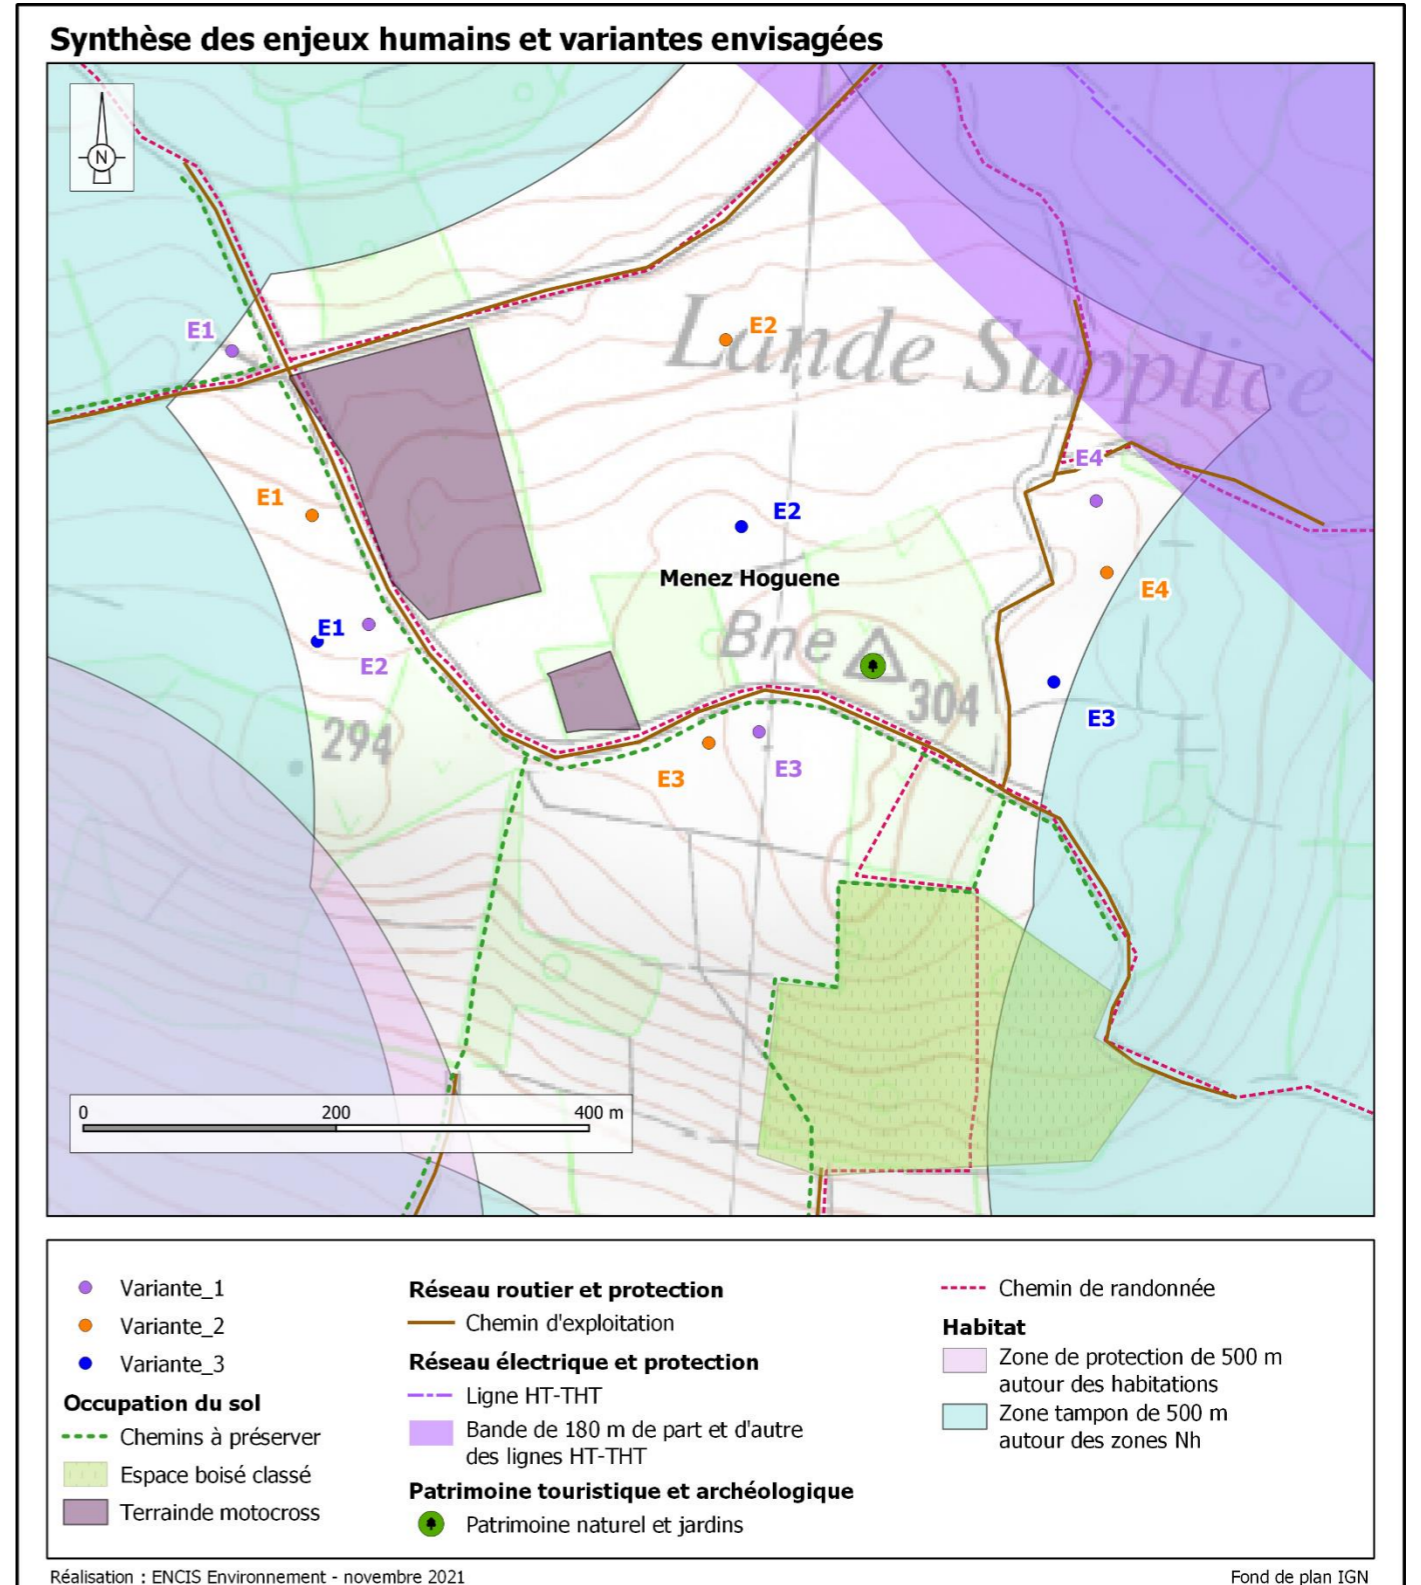 Synthèse des enjeux humains et variantes envisagées
N
E1
E2
Lande Supplice
E4
E1
E2
Menez Hoguene
E4
E1
E2
Bne
304
E3
294
E3
E3
0 200 400 m
Variante_1
Variante_2
Variante_3
Occupation du sol
Chemins à préserver
Espace boisé classé
Terrainde motocross
Réseau routier et protection
Chemin d'exploitation
Réseau électrique et protection
Ligne HT-THT
Bande de 180 m de part et d'autre
des lignes HT-THT
Patrimoine touristique et archéologique
Patrimoine naturel et jardins
Chemin de randonnée
Habitat
Zone de protection de 500 m
autour des habitations
Zone tampon de 500 m
autour des zones Nh
Réalisation : ENCIS Environnement - novembre 2021
Fond de plan IGN